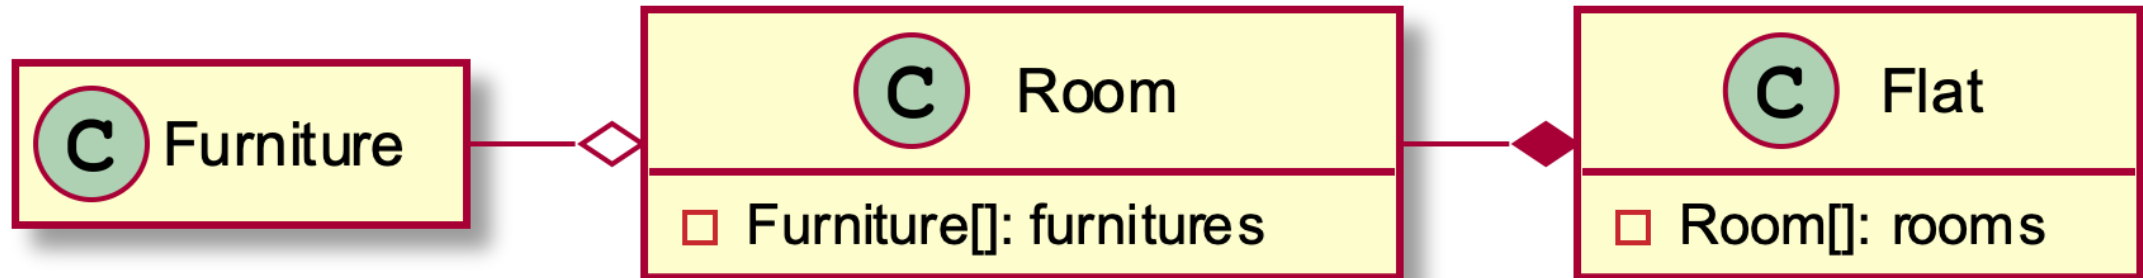 C Furniture
C Room
Furniture[]: furnitures
C Flat
Room[]: rooms